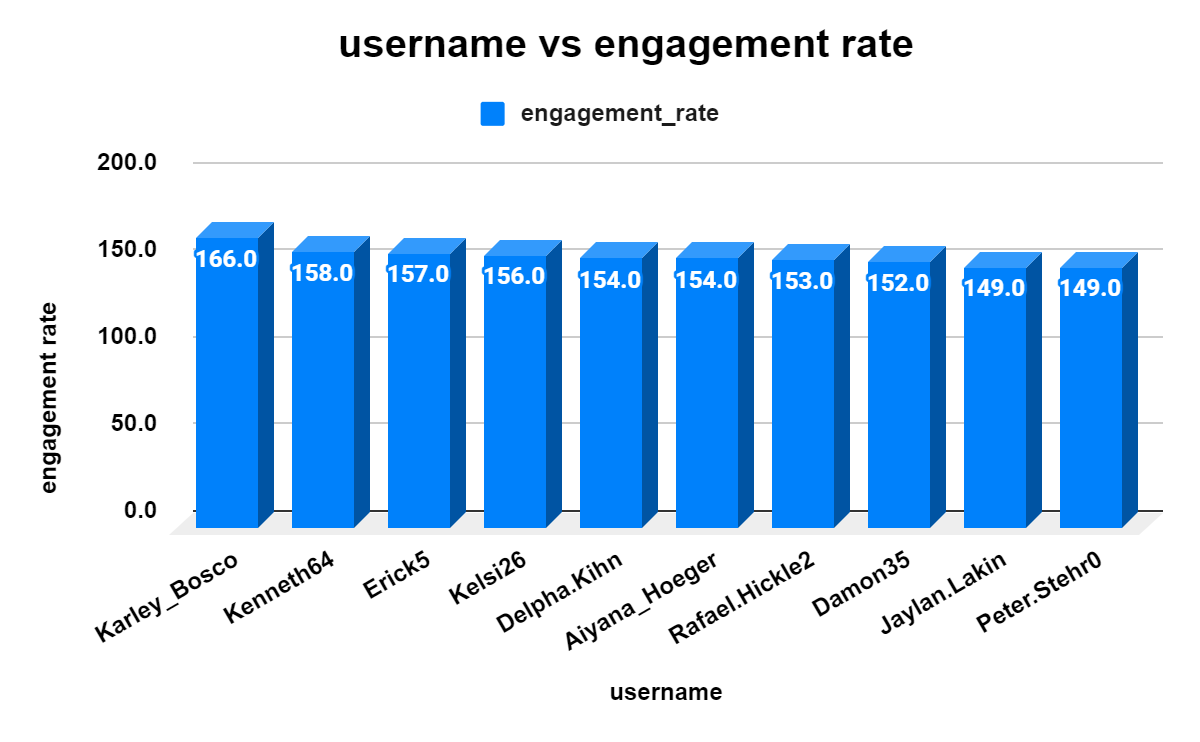 username vs engagement rate
engagement_rate
engagement rate
200.0
150.0
100.0
50.0
0.0
166.0
158.0
157.0
156.0
154.0
154.0
153.0
152.0
149.0
149.0
Karley_Bosco
Kenneth64
Erick5
Kelsi26
Delpha.Kihn
Aiyana_Hoeger
Rafael.Hickle2
Damon35
Jaylan.Lakin
Peter.Stehr0
username